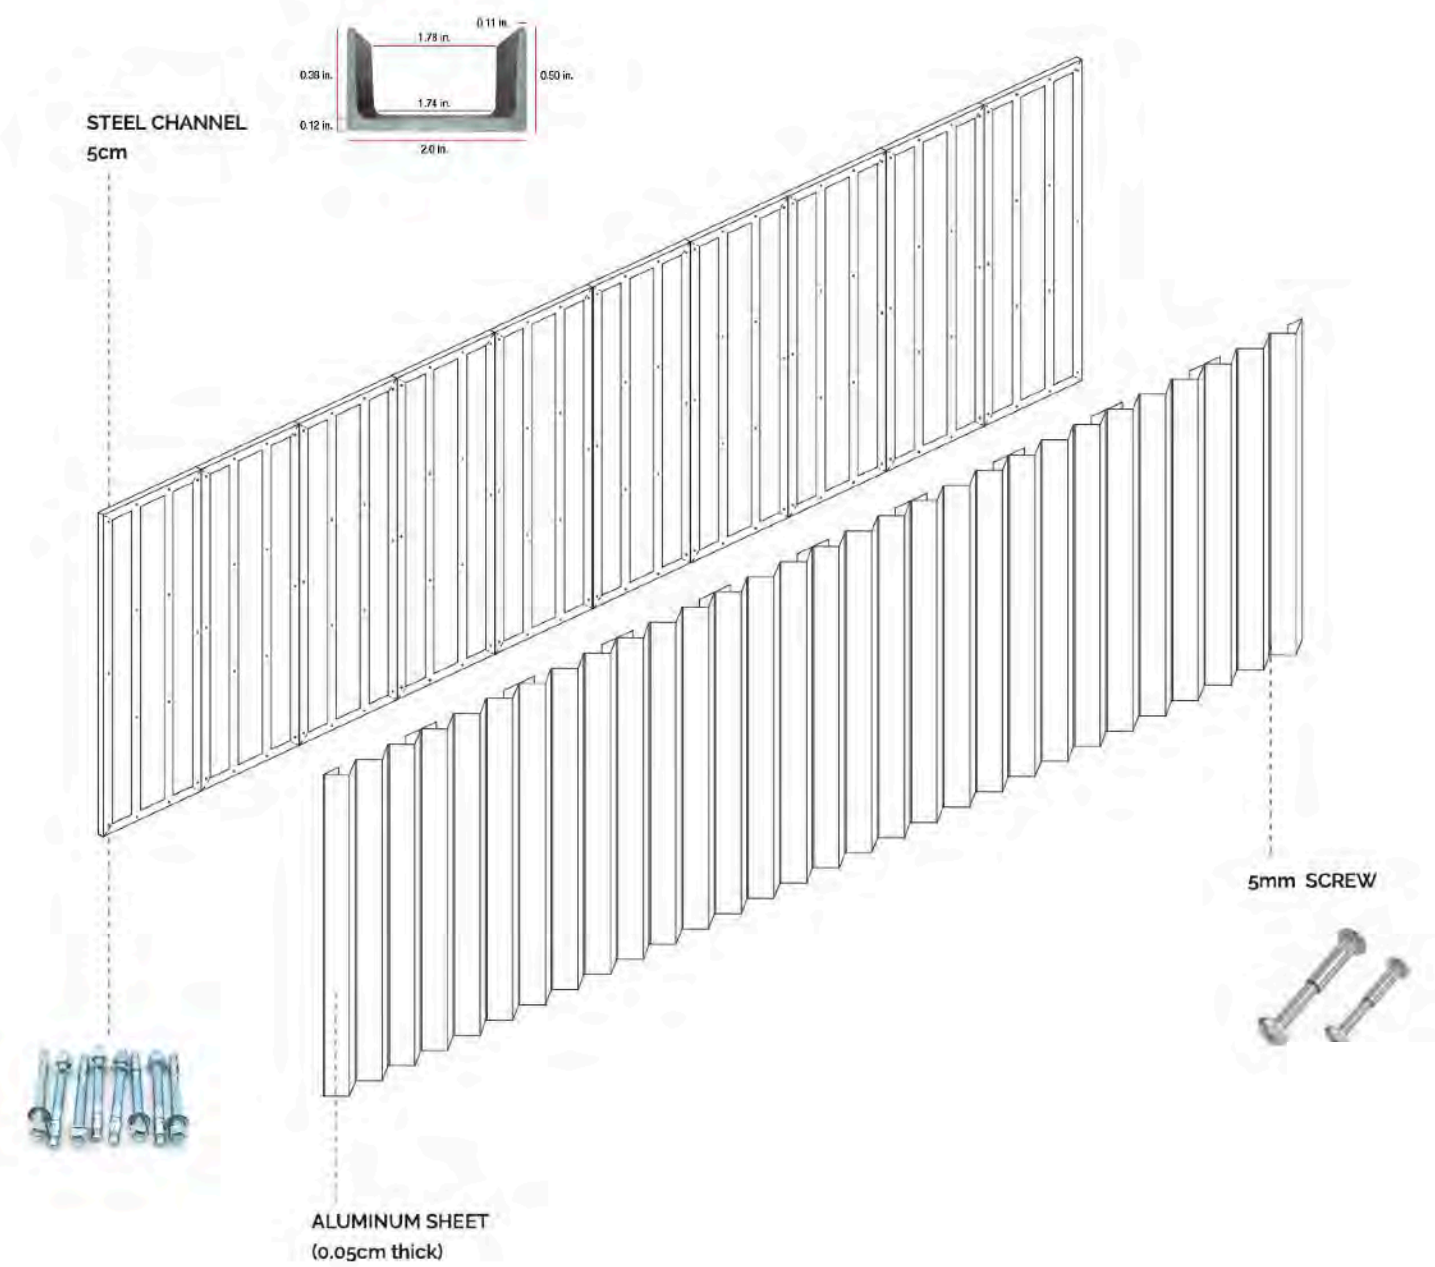 0.11 in.
1.78 in.
0.38 in.
0.50 in.
1.74 in.
0.12 in.
2.0 in.
STEEL CHANNEL
5cm
5mm SCREW
ALUMINUM SHEET
(0.05cm thick)